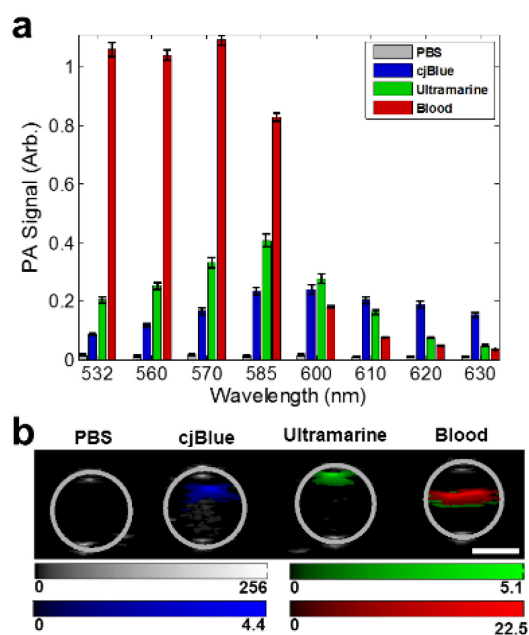 a
PA Signal (Arb.)
1
0.8
0.6
0.4
0.2
0
PBS
cjBlue
Ultramarine
Blood
532 560 570 585 600 610 620 630
Wavelength (nm)
b
PBS cjBlue Ultramarine Blood
0 256 0 5.1
0 4.4 0 22.5